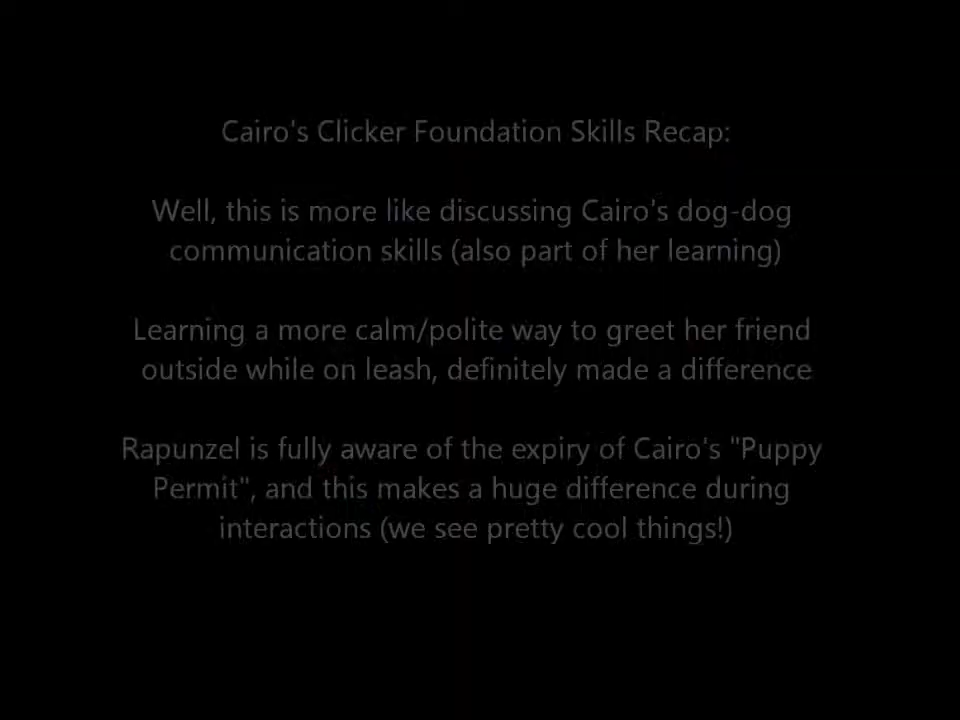 Cairo's Clicker Foundation Skills Recap:
Well, this is more like discussing Cairo's dog-dog
communication skills (also part of her learning)
Learning a more calm/polite way to greet her friend
outside while on leash, definitely made a difference
Rapunzel is fully aware of the expiry of Cairo's "Puppy
Permit", and this makes a huge difference during
interactions (we see pretty cool things!)